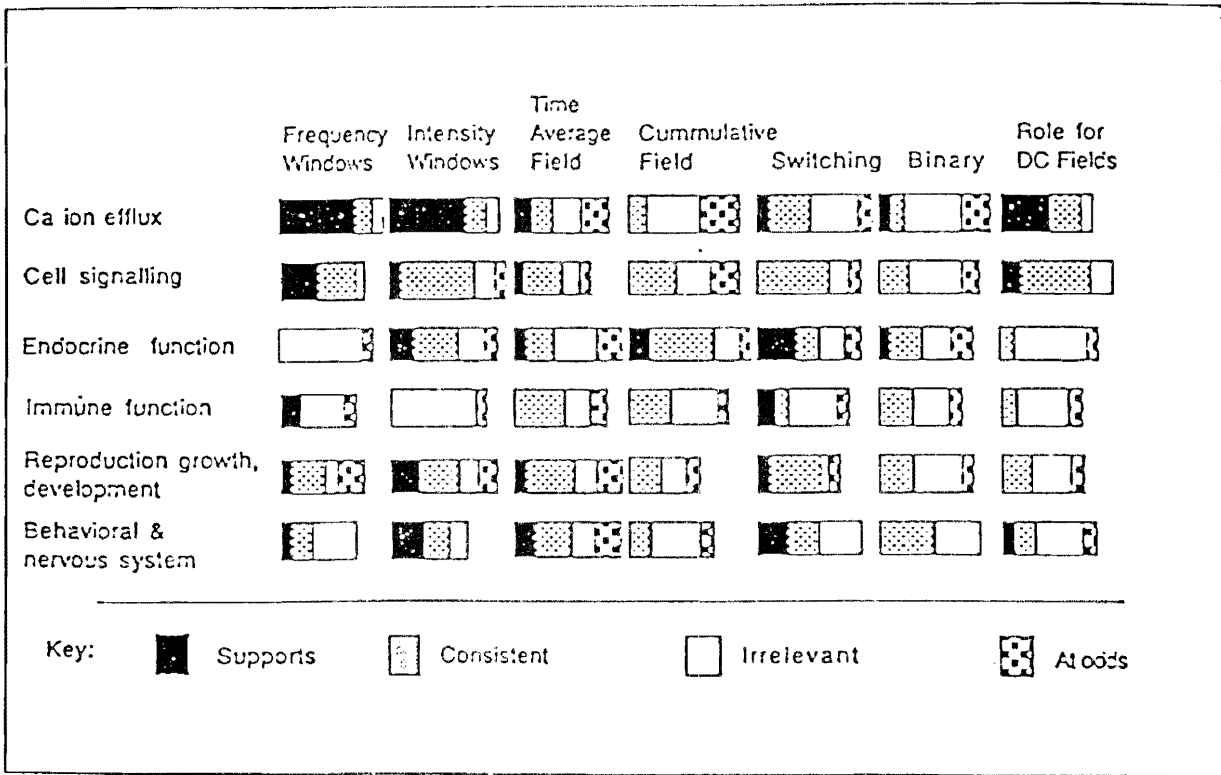 Frequency Windows
Intensity Windows
Time Average Field
Cummulative Field
Switching
Binary
Role for DC Fields
Ca ion efflux
Cell signalling
Endocrine function
Immune function
Reproduction growth,
development
Behavioral &
nervous system
Key:
Supports
Consistent
Irrelevant
At odds